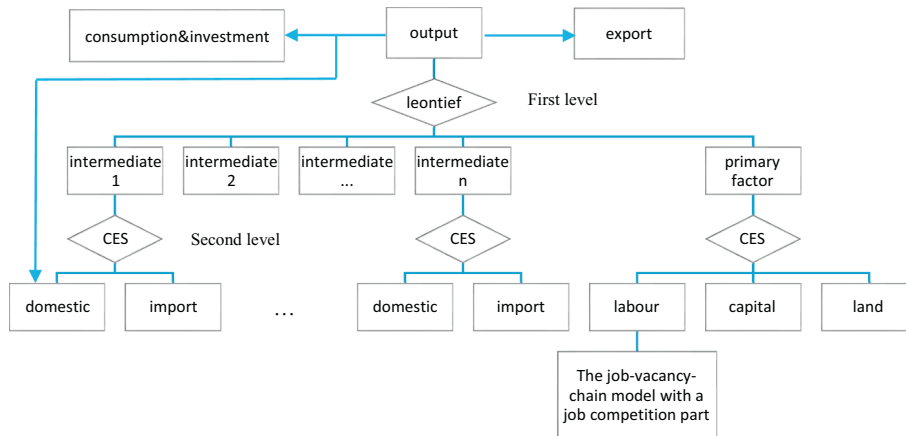 consumption&investment
output
export
leontief
First level
intermediate
1
intermediate
2
intermediate
...
intermediate
n
primary
factor
CES
Second level
CES
CES
domestic
import
...
domestic
import
labour
capital
land
The job-vacancy-
chain model with a
job competition part